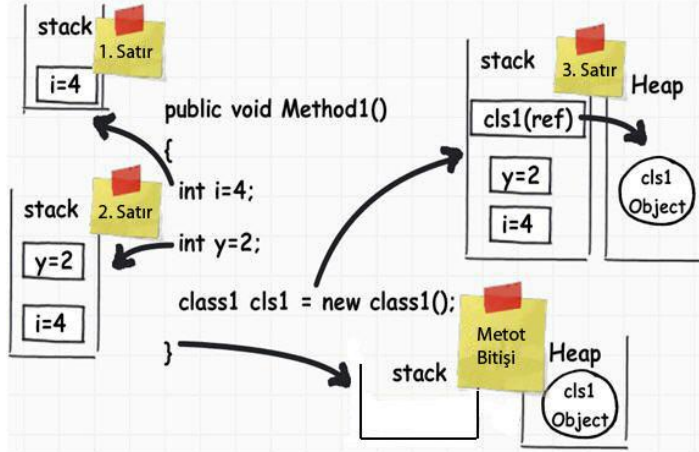 stack
1. Satır
i=4
public void Method1()
{
int i=4;
int y=2;
class1 cls1 = new class1();
}
stack
2. Satır
y=2
i=4
stack
3. Satır
Heap
cls1(ref)
y=2
i=4
cls1
Object
Metot
Bitişi
stack
Heap
cls1
Object